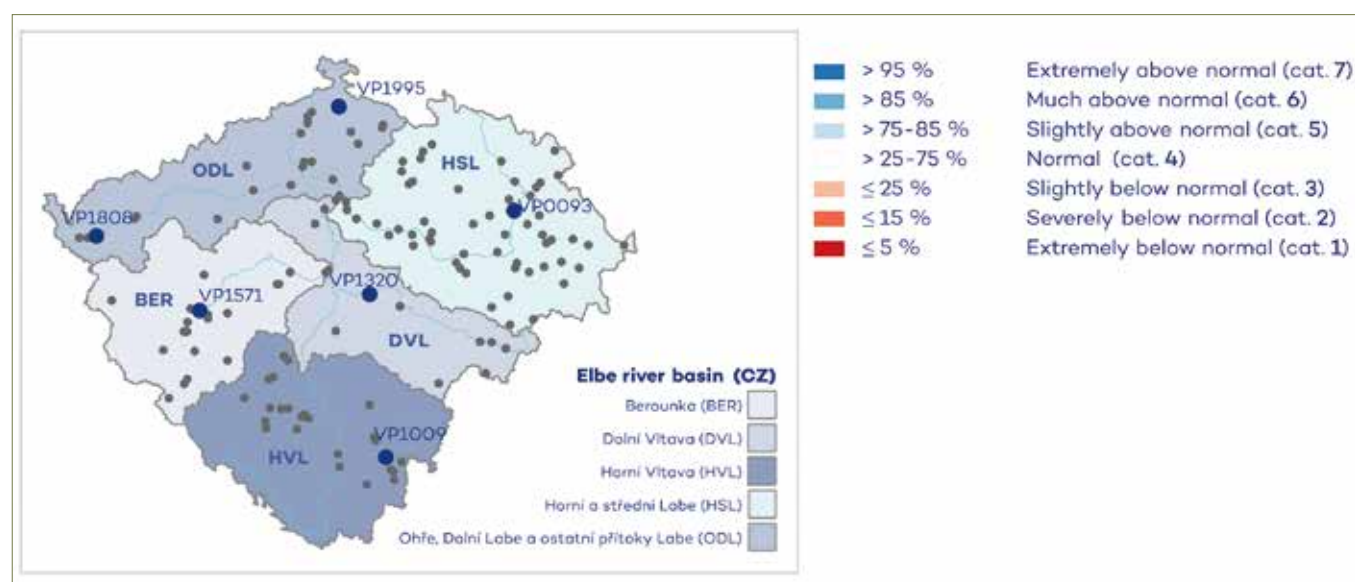 VP1995
HSL
ODL
VP1808
VP0093
VP1320
BER
VP1571
DVL
VP1009
HVL
Elbe river basin (CZ)
Berounka (BER)
Dolní Vltava (DVL)
Horní Vltava (HVL)
Horní a střední Labe (HSL)
Ohře, Dolní Labe a ostatní přítoky Labe (ODL)
> 95 % Extremely above normal (cat. 7)
> 85 % Much above normal (cat. 6)
> 75-85 % Slightly above normal (cat. 5)
> 25-75 % Normal (cat. 4)
≤ 25 % Slightly below normal (cat. 3)
≤ 15 % Severely below normal (cat. 2)
≤ 5 % Extremely below normal (cat. 1)